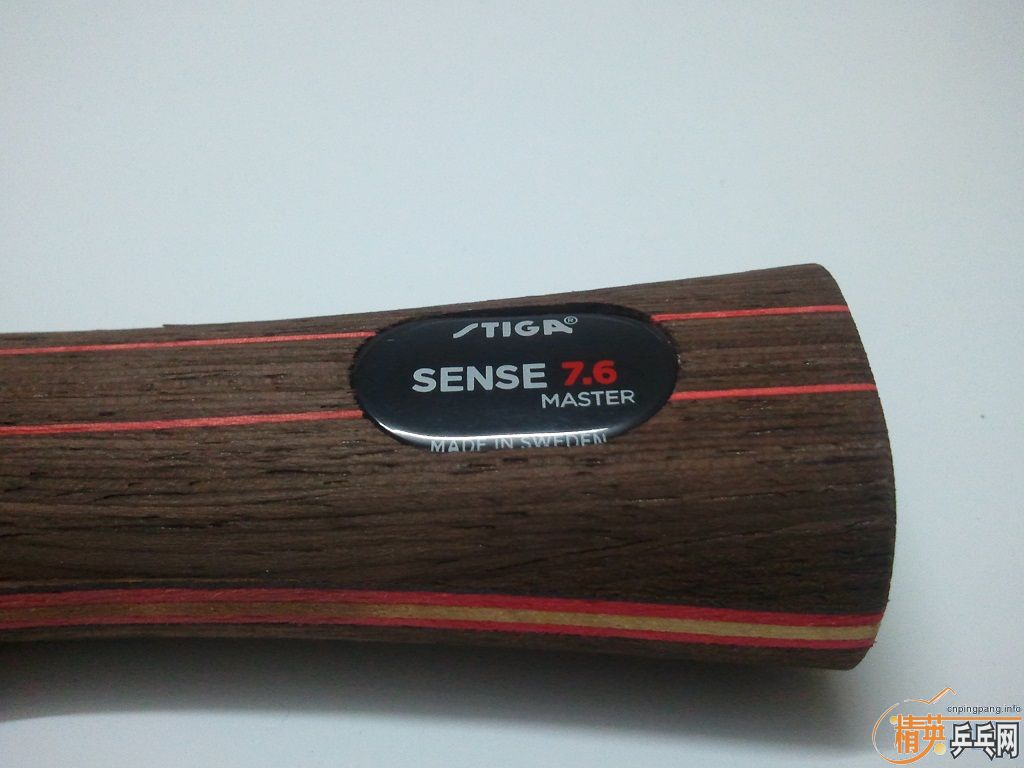 STIGA®
SENSE 7.6
MASTER
MADE IN SWEDEN
cnpingpang.info
精英乒乓网